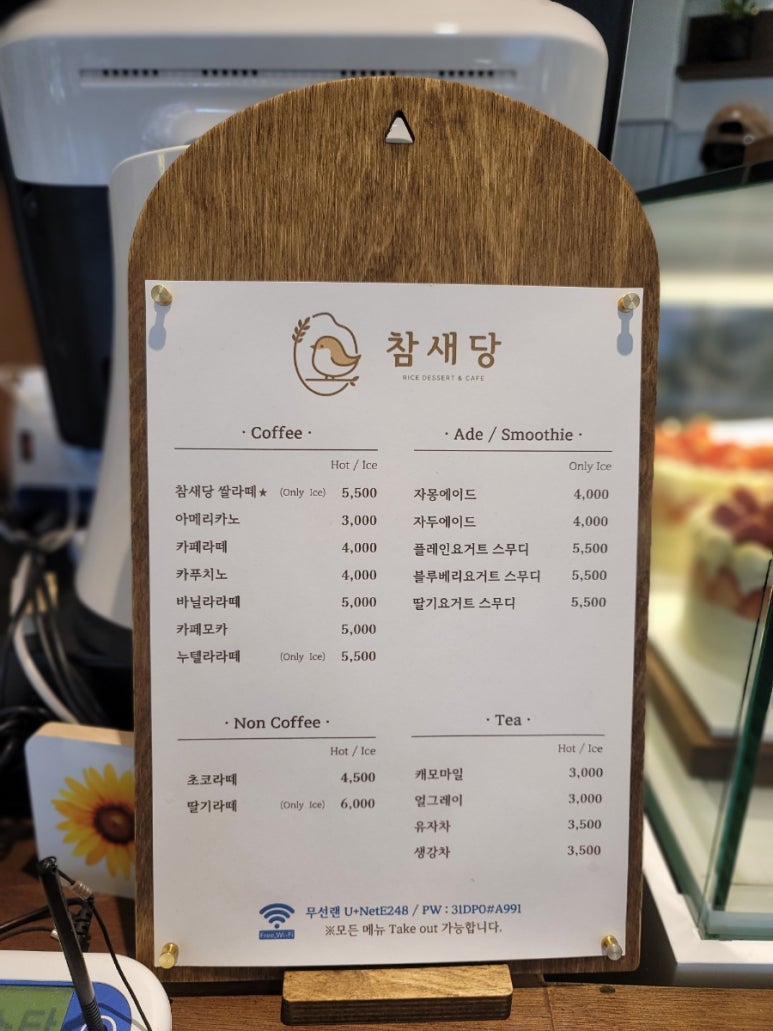 참새당
RICE DESSERT & CAFE
· Coffee ·
Hot / Ice
참새당 쌀라떼★ (Only Ice) 5,500
아메리카노 3,000
카페라떼 4,000
카푸치노 4,000
바닐라라떼 5,000
카페모카 5,000
누텔라라떼 (Only Ice) 5,500
· Ade / Smoothie ·
Only Ice
자몽에이드 4,000
자두에이드 4,000
플레인요거트 스무디 5,500
블루베리요거트 스무디 5,500
딸기요거트 스무디 5,500
· Non Coffee ·
Hot / Ice
초코라떼 4,500
딸기라떼 (Only Ice) 6,000
· Tea ·
Hot / Ice
캐모마일 3,000
얼그레이 3,000
유자차 3,500
생강차 3,500
Free Wi-Fi
무선랜 U+NetE248 / PW : 31DP0#A991
※모든 메뉴 Take out 가능합니다.